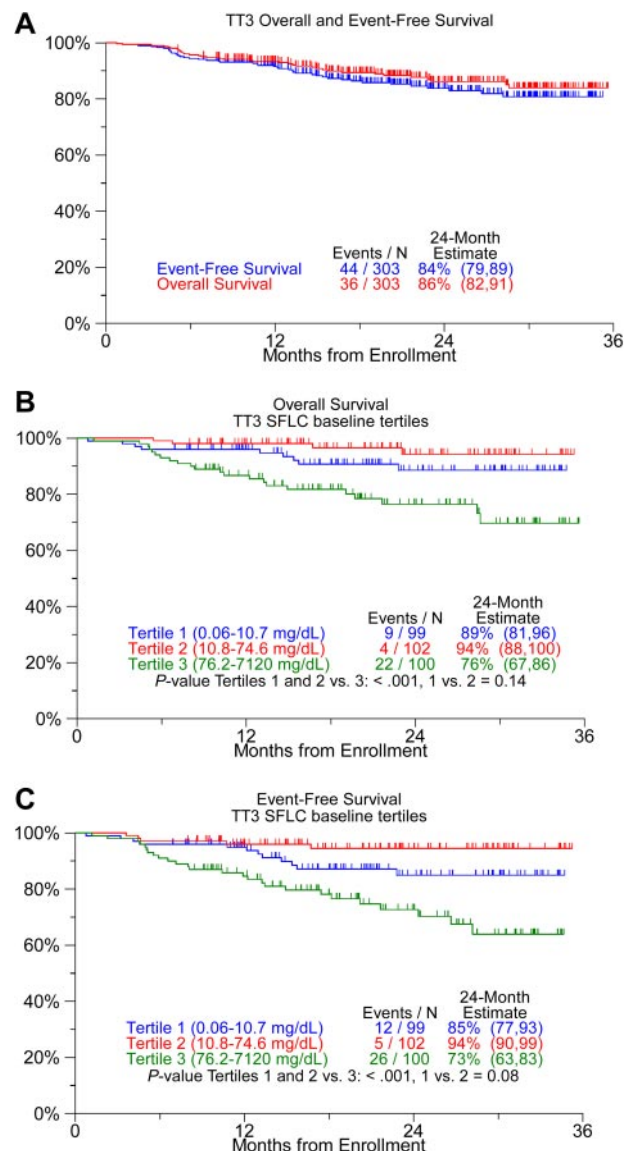 A
TT3 Overall and Event-Free Survival
100%
80%
60%
40%
24-Month
Events / N Estimate
20%
Event-Free Survival 44 / 303 84% (79,89)
Overall Survival 36 / 303 86% (82,91)
0%
0 12 24 36
Months from Enrollment
B
Overall Survival
TT3 SFLC baseline tertiles
100%
80%
60%
40%
24-Month
Events / N Estimate
Tertile 1 (0.06-10.7 mg/dL) 9 / 99 89% (81,96)
Tertile 2 (10.8-74.6 mg/dL) 4 / 102 94% (88,100)
20%
Tertile 3 (76.2-7120 mg/dL) 22 / 100 76% (67,86)
P-value Tertiles 1 and 2 vs. 3: < .001, 1 vs. 2 = 0.14
0%
0 12 24 36
Months from Enrollment
C
Event-Free Survival
TT3 SFLC baseline tertiles
100%
80%
60%
40%
24-Month
Events / N Estimate
Tertile 1 (0.06-10.7 mg/dL) 12 / 99 85% (77,93)
Tertile 2 (10.8-74.6 mg/dL) 5 / 102 94% (90,99)
20%
Tertile 3 (76.2-7120 mg/dL) 26 / 100 73% (63,83)
P-value Tertiles 1 and 2 vs. 3: < .001, 1 vs. 2 = 0.08
0%
0 12 24 36
Months from Enrollment